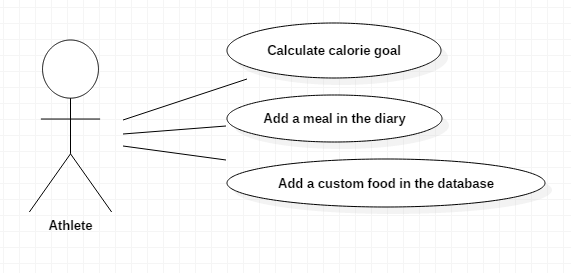 Calculate calorie goal
Add a meal in the diary
Add a custom food in the database
Athlete